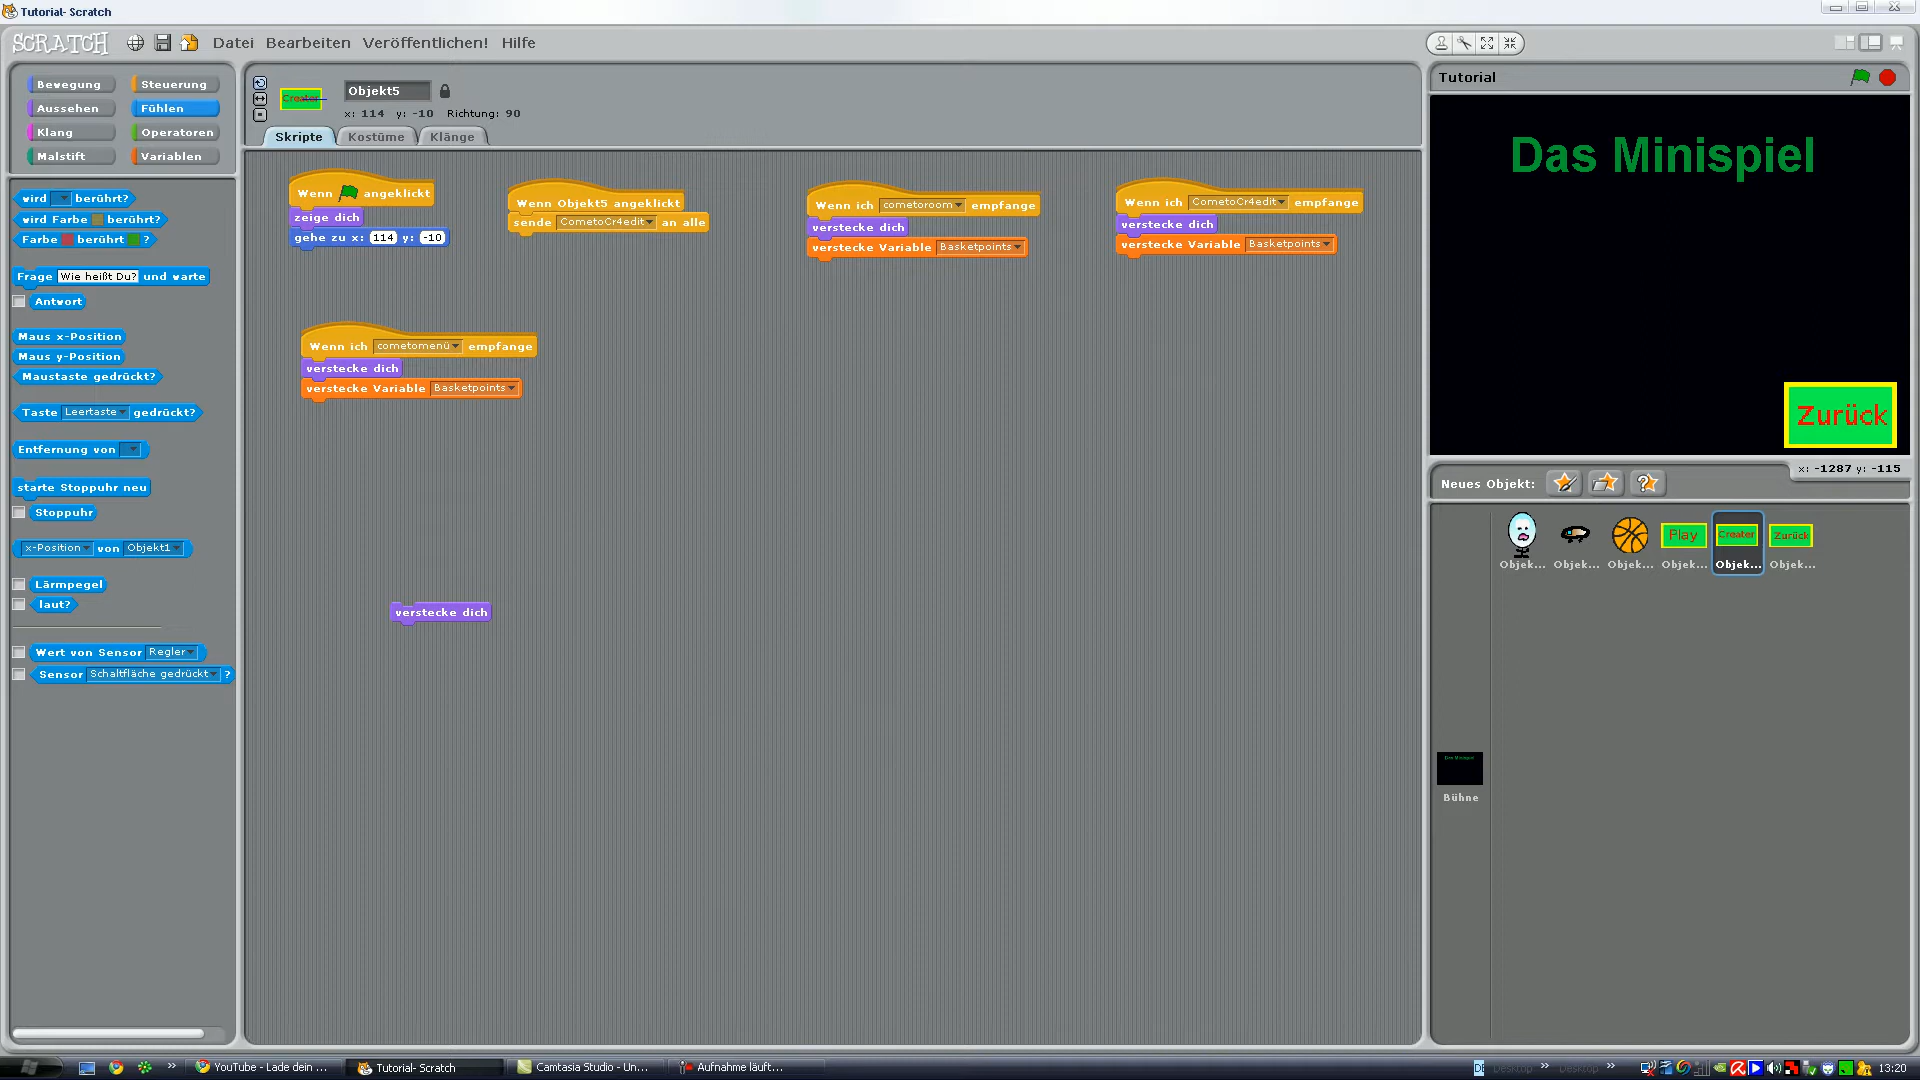 Tutorial- Scratch
SCRATCH Datei Bearbeiten Veröffentlichen! Hilfe
Bewegung Steuerung
Aussehen Fühlen
Klang Operatoren
Malstift Variablen
wird berührt?
wird Farbe berührt?
Farbe berührt ?
Frage Wie heißt Du? und warte
Antwort
Maus x-Position
Maus y-Position
Maustaste gedrückt?
Taste Leertaste gedrückt?
Entfernung von
starte Stoppuhr neu
Stoppuhr
x-Position von Objekt1
Lärmpegel
laut?
Wert von Sensor Regler
Sensor Schaltfläche gedrückt ?
Creater
Objekt5
x: 114 y: -10 Richtung: 90
Skripte Kostüme Klänge
Wenn angeklickt
zeige dich
gehe zu x: 114 y: -10
Wenn Objekt5 angeklickt
sende CometoCr4edit an alle
Wenn ich cometoroom empfange
verstecke dich
verstecke Variable Basketpoints
Wenn ich CometoCr4edit empfange
verstecke dich
verstecke Variable Basketpoints
Wenn ich cometomenü empfange
verstecke dich
verstecke Variable Basketpoints
verstecke dich
Tutorial
Das Minispiel
Zurück
x: -1287 y: -115
Neues Objekt:
Play Creater Zurück
Objek... Objek... Objek... Objek... Objek... Objek...
Das Minispiel
Bühne
YouTube - Lade dein ... Tutorial- Scratch Camtasia Studio - Un... Aufnahme läuft... DE Desktop Desktop 13:20